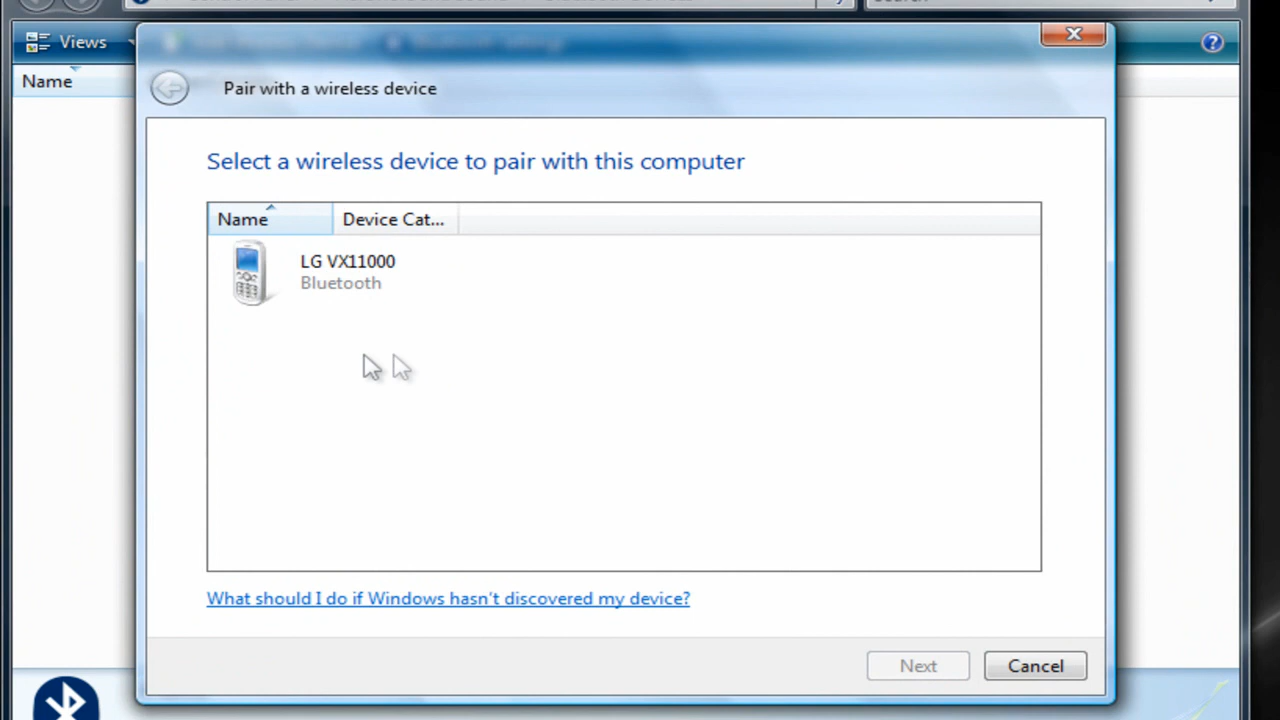 Views
Name
Pair with a wireless device
Select a wireless device to pair with this computer
Name
Device Cat...
LG VX11000
Bluetooth
What should I do if Windows hasn't discovered my device?
Next
Cancel